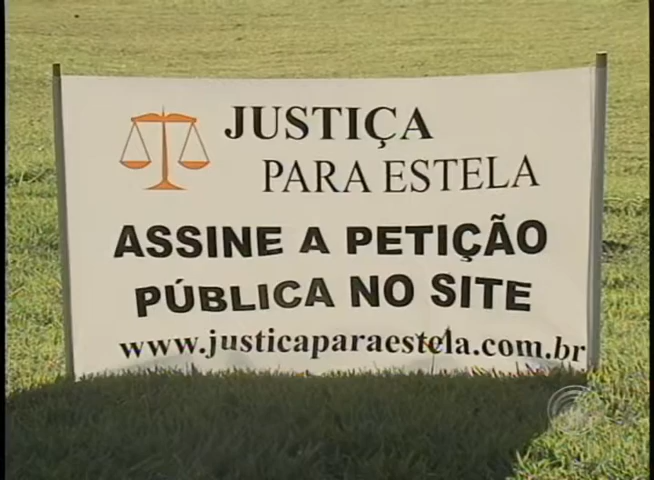 JUSTIÇA
PARA ESTELA
ASSINE A PETIÇÃO
PÚBLICA NO SITE
www.justicaparaestela.com.br